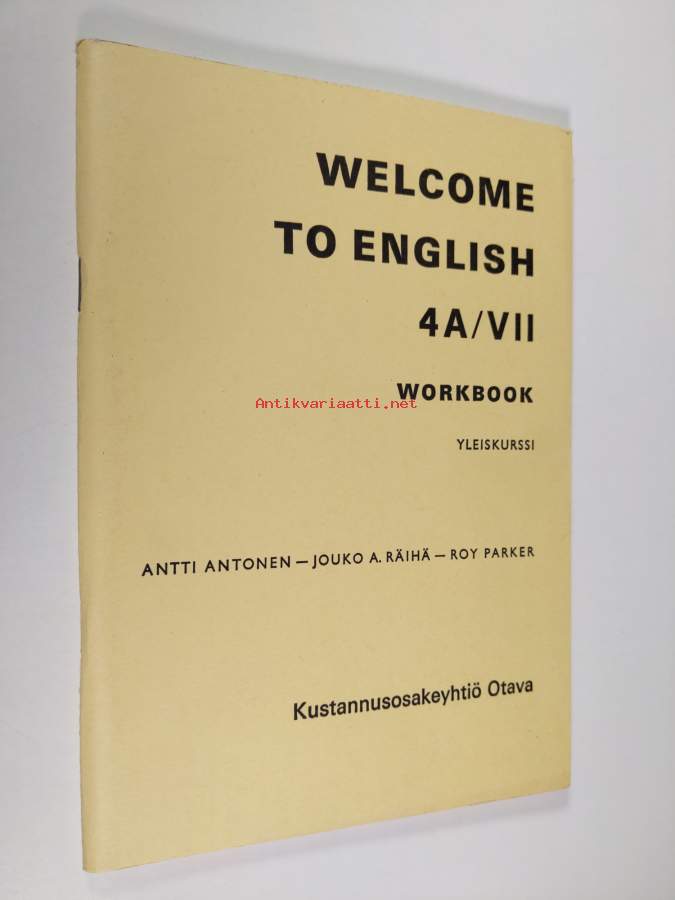 WELCOME
TO ENGLISH
4A/VII
WORKBOOK
Antikvariaatti.net
YLEISKURSSI
ANTTI ANTONEN — JOUKO A. RÄIHÄ — ROY PARKER
Kustannusosakeyhtiö Otava